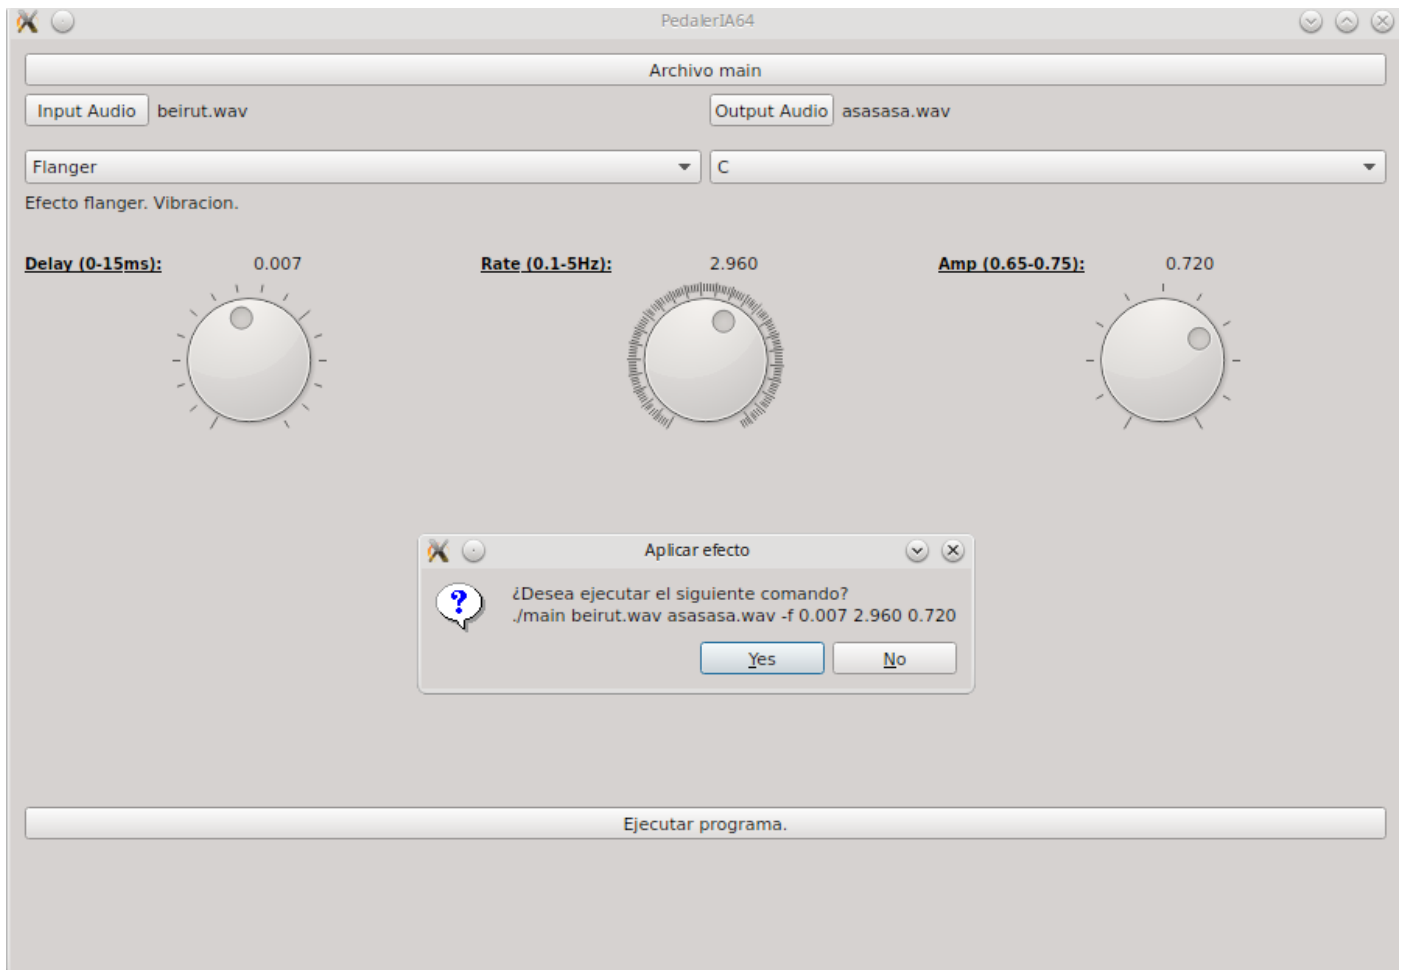 PedalerIA64
Archivo main
Input Audio beirut.wav Output Audio asasasa.wav
Flanger C
Efecto flanger. Vibracion.
Delay (0-15ms): 0.007 Rate (0.1-5Hz): 2.960 Amp (0.65-0.75): 0.720
Aplicar efecto
¿Desea ejecutar el siguiente comando?
./main beirut.wav asasasa.wav -f 0.007 2.960 0.720
Yes No
Ejecutar programa.